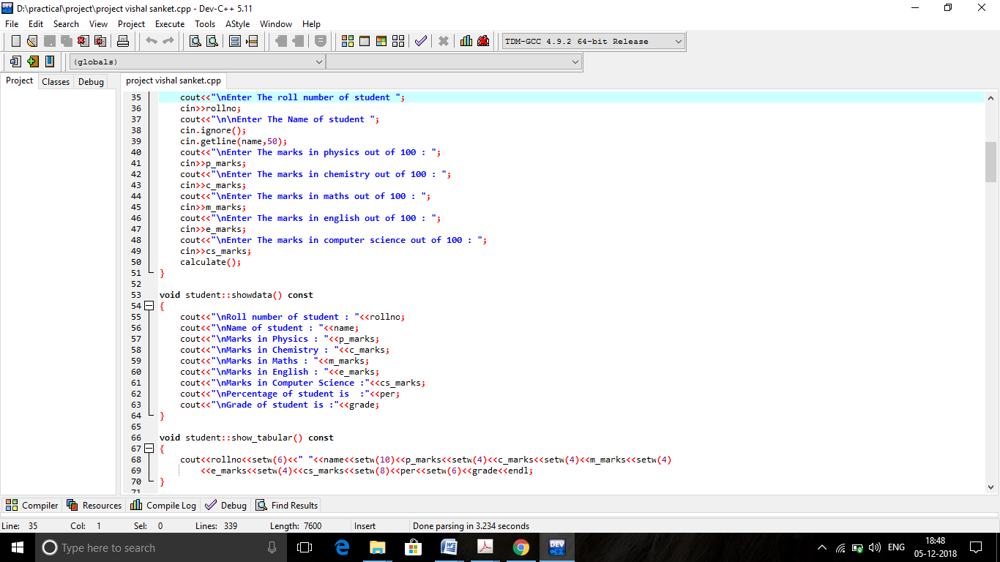 D:\practical\project\project vishal sanket.cpp - Dev-C++ 5.11
File Edit Search View Project Execute Tools AStyle Window Help
TDM-GCC 4.9.2 64-bit Release
(globals)
Project Classes Debug
project vishal sanket.cpp
35 cout<<"\nEnter The roll number of student ";
36 cin>>rollno;
37 cout<<"\n\nEnter The Name of student ";
38 cin.ignore();
39 cin.getline(name,50);
40 cout<<"\nEnter The marks in physics out of 100 : ";
41 cin>>p_marks;
42 cout<<"\nEnter The marks in chemistry out of 100 : ";
43 cin>>c_marks;
44 cout<<"\nEnter The marks in maths out of 100 : ";
45 cin>>m_marks;
46 cout<<"\nEnter The marks in english out of 100 : ";
47 cin>>e_marks;
48 cout<<"\nEnter The marks in computer science out of 100 : ";
49 cin>>cs_marks;
50 calculate();
51 }
52
53 void student::showdata() const
54 {
55 cout<<"\nRoll number of student : "<<rollno;
56 cout<<"\nName of student : "<<name;
57 cout<<"\nMarks in Physics : "<<p_marks;
58 cout<<"\nMarks in Chemistry : "<<c_marks;
59 cout<<"\nMarks in Maths : "<<m_marks;
60 cout<<"\nMarks in English : "<<e_marks;
61 cout<<"\nMarks in Computer Science :"<<cs_marks;
62 cout<<"\nPercentage of student is  :"<<per;
63 cout<<"\nGrade of student is :"<<grade;
64 }
65
66 void student::show_tabular() const
67 {
68 cout<<rollno<<setw(6)<<" "<<name<<setw(10)<<p_marks<<setw(4)<<c_marks<<setw(4)<<m_marks<<setw(4)
69 <<e_marks<<setw(4)<<cs_marks<<setw(8)<<per<<setw(6)<<grade<<endl;
70 }
71
Compiler Resources Compile Log Debug Find Results
Line: 35 Col: 1 Sel: 0 Lines: 339 Length: 7600 Insert Done parsing in 3.234 seconds
Type here to search
DEV
ENG
18:48
05-12-2018